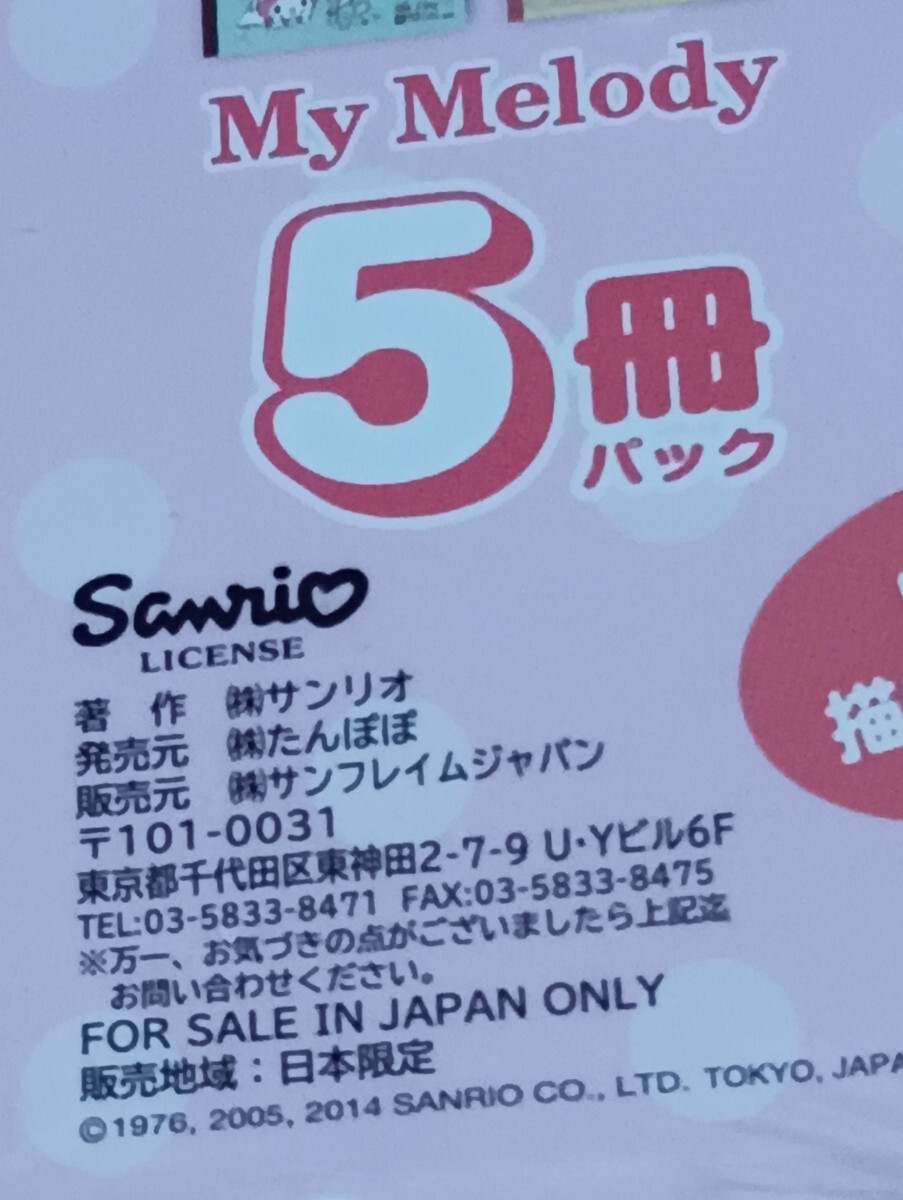 My Melody
5冊
パック
Sanrio
LICENSE
著　作　㈱サンリオ
発売元　㈱たんぽぽ
販売元　㈱サンフレイムジャパン
〒101-0031
東京都千代田区東神田2-7-9 U・Yビル6F
TEL:03-5833-8471 FAX:03-5833-8475
※万一、お気づきの点がございましたら上記迄
お問い合わせください。
FOR SALE IN JAPAN ONLY
販売地域：日本限定
©1976, 2005, 2014 SANRIO CO., LTD. TOKYO, JAPA
描